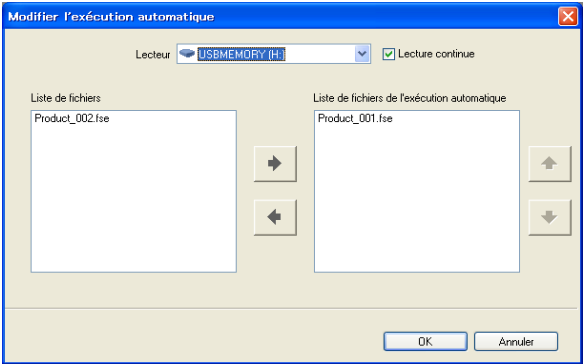 Modifier l'exécution automatique
Lecteur USBMEMORY (H:) Lecture continue
Liste de fichiers
Product_002.fse
Liste de fichiers de l'exécution automatique
Product_001.fse
OK Annuler